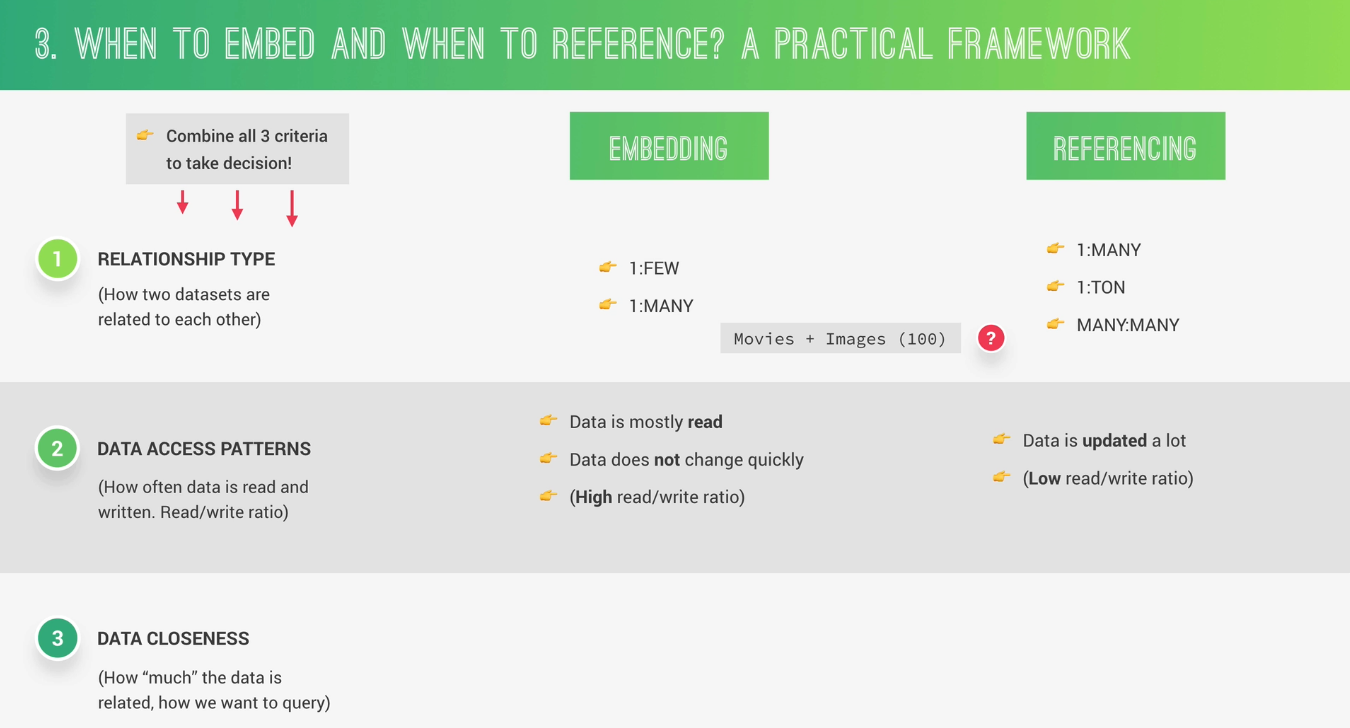 3. WHEN TO EMBED AND WHEN TO REFERENCE? A PRACTICAL FRAMEWORK
Combine all 3 criteria
to take decision!
EMBEDDING
REFERENCING
1
RELATIONSHIP TYPE
(How two datasets are
related to each other)
1:FEW
1:MANY
Movies + Images (100)
?
1:MANY
1:TON
MANY:MANY
2
DATA ACCESS PATTERNS
(How often data is read and
written. Read/write ratio)
Data is mostly read
Data does not change quickly
(High read/write ratio)
Data is updated a lot
(Low read/write ratio)
3
DATA CLOSENESS
(How “much” the data is
related, how we want to query)